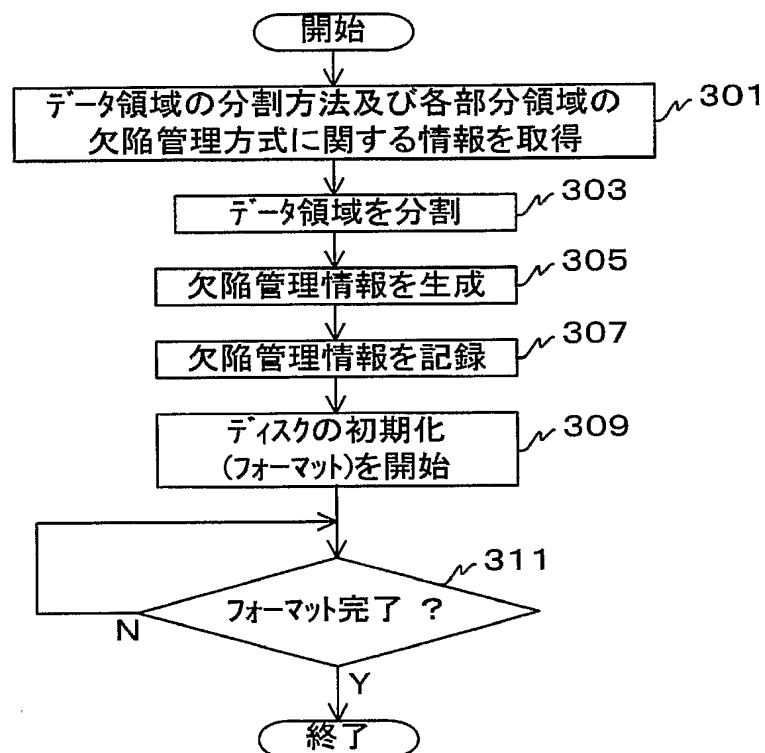 開始
データ領域の分割方法及び各部分領域の
欠陥管理方式に関する情報を取得
301
データ領域を分割
303
欠陥管理情報を生成
305
欠陥管理情報を記録
307
ディスクの初期化
(フォーマット)を開始
309
311
フォーマット完了 ?
N
Y
終了